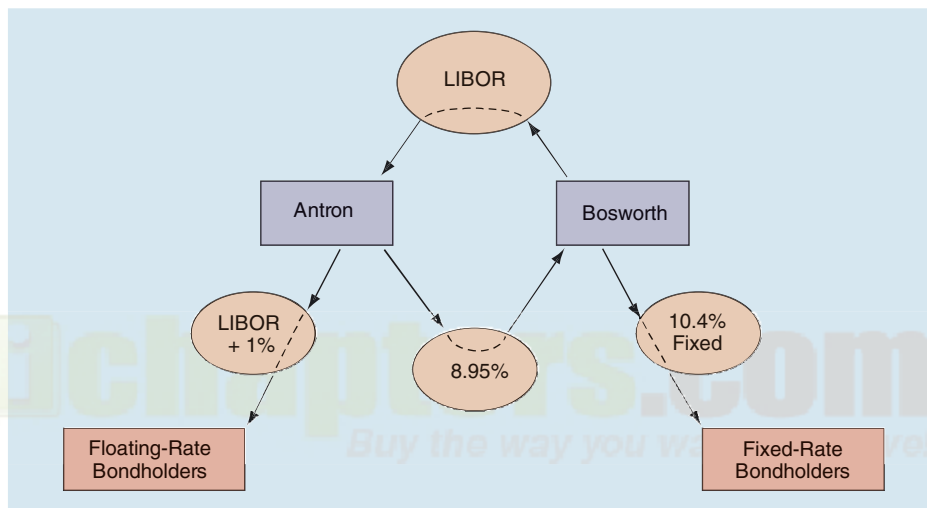 LIBOR
Antron
Bosworth
LIBOR
+ 1%
8.95%
10.4%
Fixed
Floating-Rate
Bondholders
Fixed-Rate
Bondholders
ichapters.com
Buy the way you wa